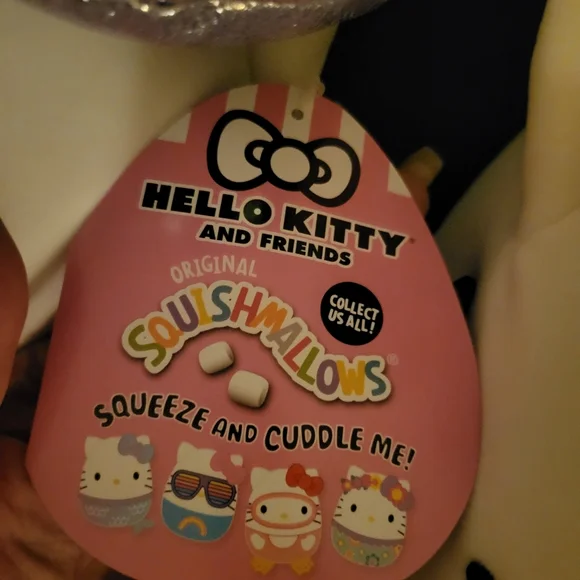 HELLO KITTY
AND FRIENDS
ORIGINAL
SQUISHMALLOWS®
COLLECT
US ALL!
SQUEEZE AND CUDDLE ME!